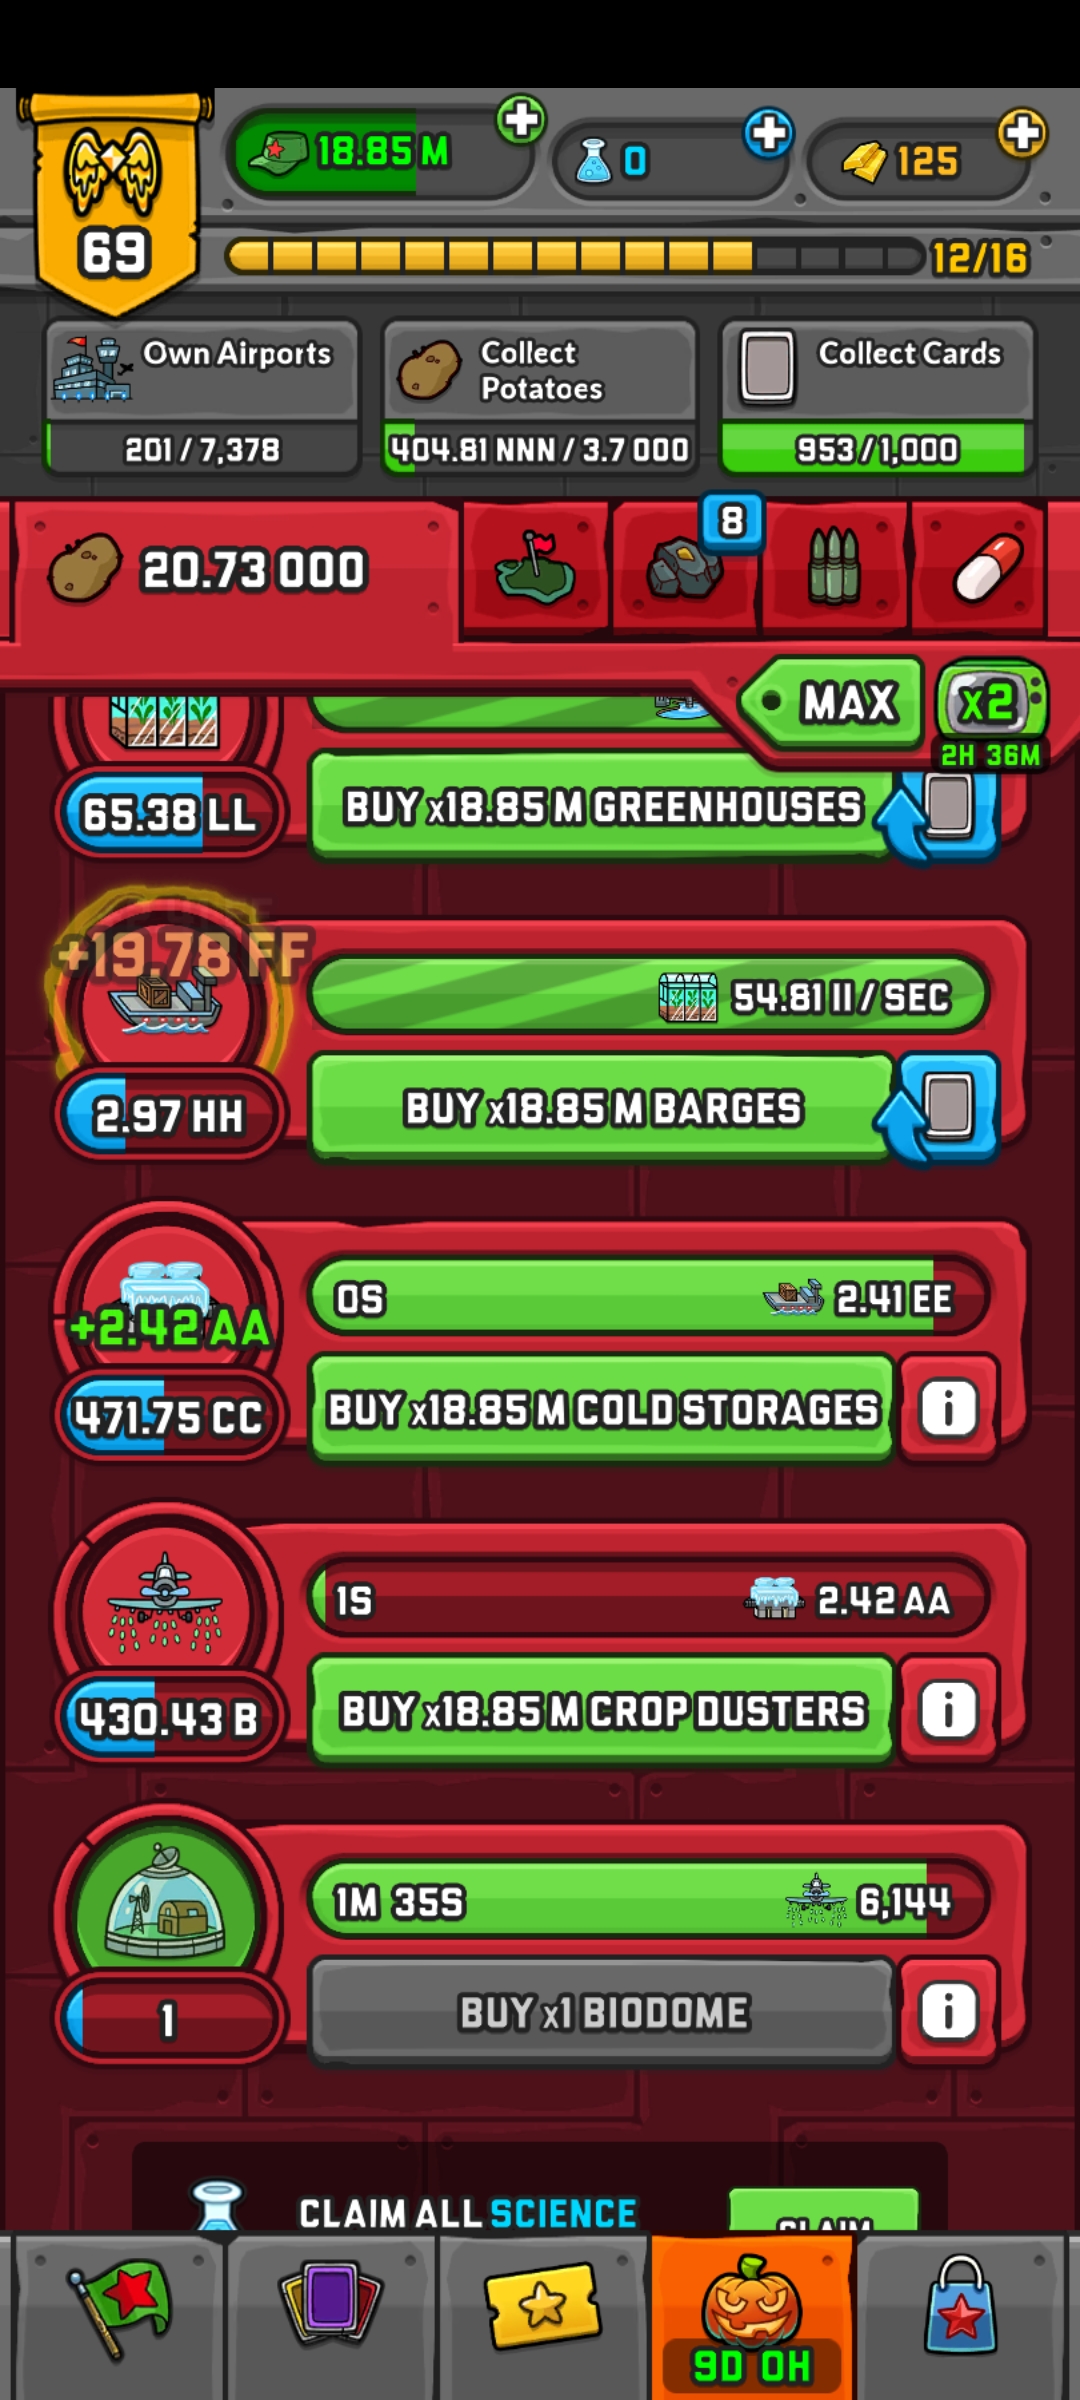 69
18.85 M
0
125
12/16
Own Airports
201 / 7,378
Collect
Potatoes
404.81 NNN / 3.7 OOO
Collect Cards
953 / 1,000
20.73 OOO
8
MAX
x2
2H 36M
65.38 LL
BUY x18.85 M GREENHOUSES
+19.78 FF
54.81 II / SEC
2.97 HH
BUY x18.85 M BARGES
+2.42 AA
0S
2.41 EE
471.75 CC
BUY x18.85 M COLD STORAGES
i
1S
2.42 AA
430.43 B
BUY x18.85 M CROP DUSTERS
i
1M 35S
6,144
1
BUY x1 BIODOME
i
CLAIM ALL SCIENCE
CLAIM
9D 0H